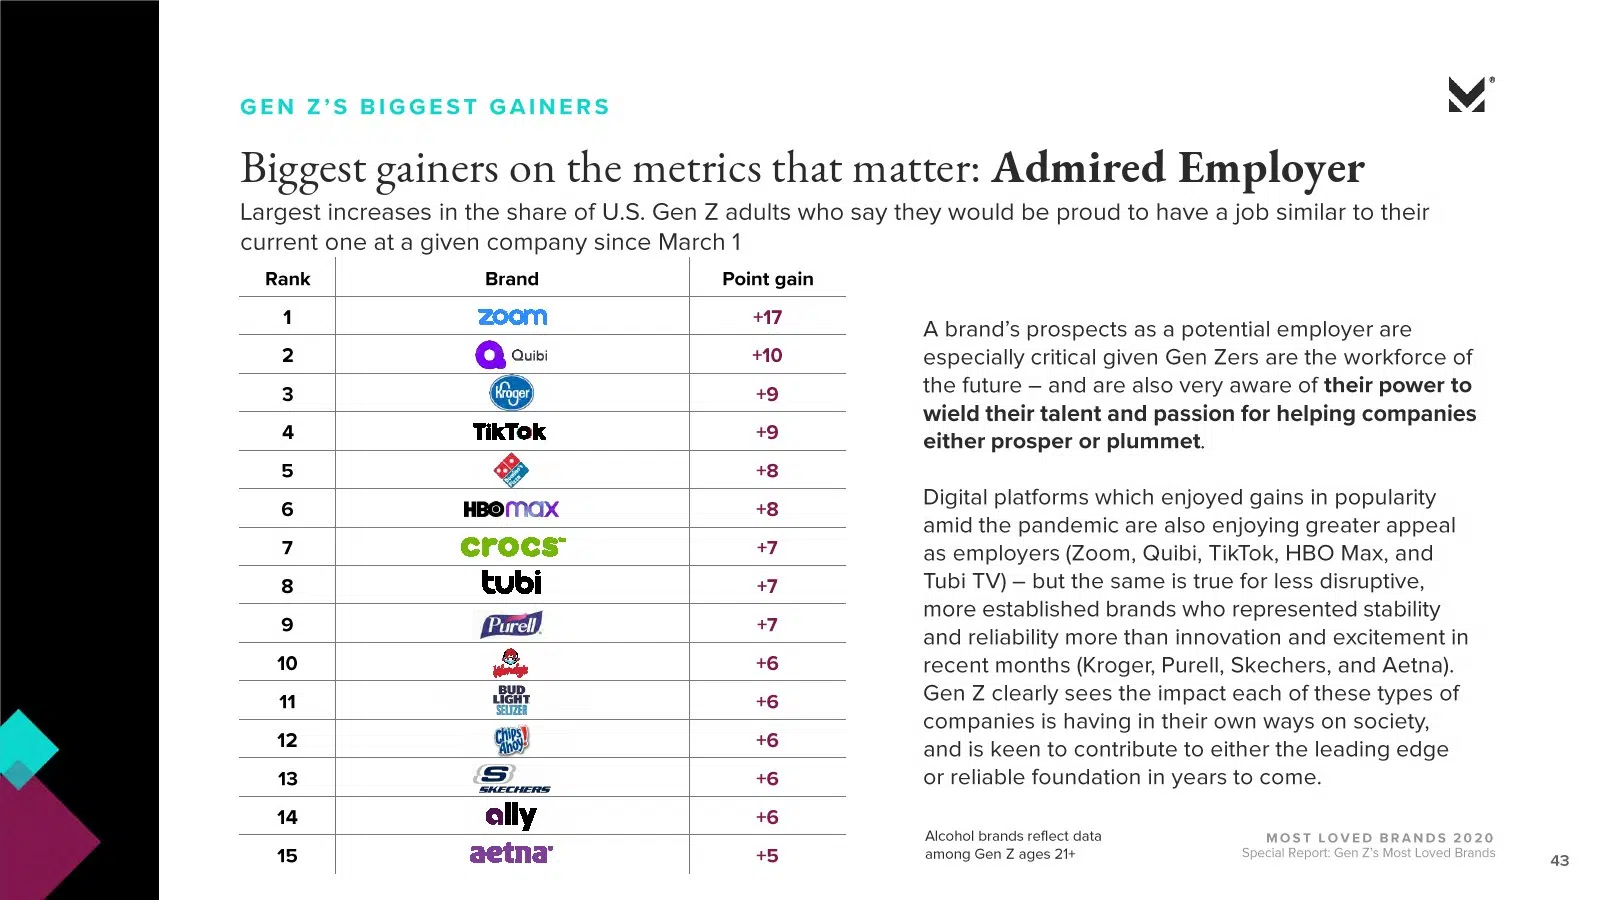 GEN Z’S BIGGEST GAINERS
Biggest gainers on the metrics that matter: Admired Employer
Largest increases in the share of U.S. Gen Z adults who say they would be proud to have a job similar to their
current one at a given company since March 1
Rank Brand Point gain
1 zoom +17
2 Quibi +10
3 Kroger +9
4 TikTok +9
5 Domino's Pizza +8
6 HBOmax +8
7 crocs™ +7
8 tubi +7
9 Purell +7
10 Wendy's +6
11 BUD
LIGHT
SELTZER +6
12 Chips
Ahoy! +6
13 S
SKECHERS +6
14 ally +6
15 aetna +5
A brand’s prospects as a potential employer are
especially critical given Gen Zers are the workforce of
the future – and are also very aware of their power to
wield their talent and passion for helping companies
either prosper or plummet.
Digital platforms which enjoyed gains in popularity
amid the pandemic are also enjoying greater appeal
as employers (Zoom, Quibi, TikTok, HBO Max, and
Tubi TV) – but the same is true for less disruptive,
more established brands who represented stability
and reliability more than innovation and excitement in
recent months (Kroger, Purell, Skechers, and Aetna).
Gen Z clearly sees the impact each of these types of
companies is having in their own ways on society,
and is keen to contribute to either the leading edge
or reliable foundation in years to come.
Alcohol brands reflect data
among Gen Z ages 21+
MOST LOVED BRANDS 2020
Special Report: Gen Z’s Most Loved Brands
43